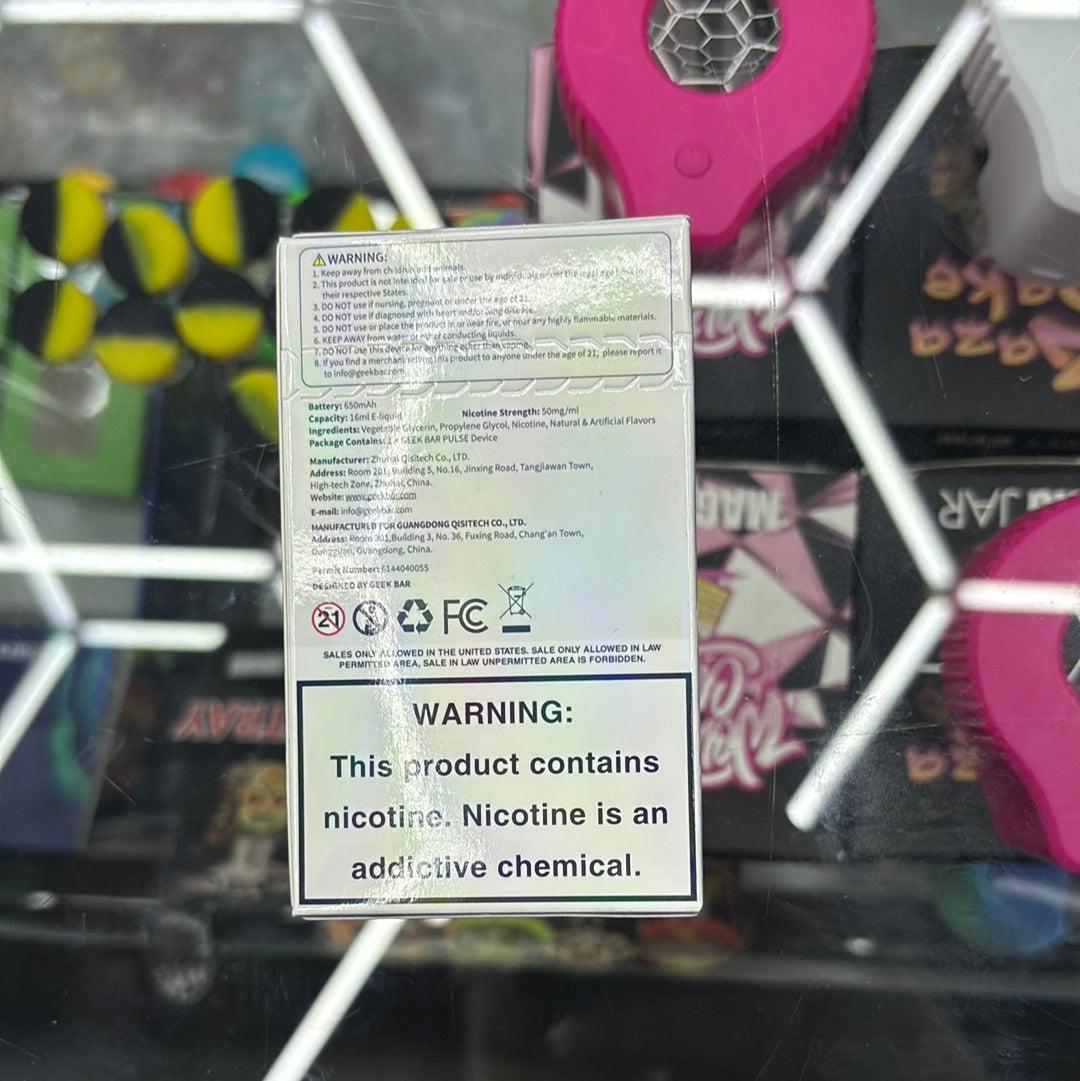 WARNING:
1. Keep away from children and animals.
2. This product is not intended for sale or use by individuals under the legal age limit in
their respective States.
3. DO NOT use if nursing, pregnant or under the age of 21.
4. DO NOT use if diagnosed with heart and/or lung disease.
5. DO NOT use or place the product in or near fire, or near any highly flammable materials.
6. KEEP AWAY from water or other conducting liquids.
7. DO NOT use this device for anything other than vaping.
8. If you find a merchant selling this product to anyone under the age of 21; please report it
to info@geekbar.com
Battery: 650mAh
Capacity: 16ml E-liquid Nicotine Strength: 50mg/ml
Ingredients: Vegetable Glycerin, Propylene Glycol, Nicotine, Natural & Artificial Flavors
Package Contains: 1 × GEEK BAR PULSE Device
Manufacturer: Zhuhai Qisitech Co., LTD.
Address: Room 201, Building 5, No.16, Jinxing Road, Tangjiawan Town,
High-tech Zone, Zhuhai, China.
Website: www.geekbar.com
E-mail: info@geekbar.com
MANUFACTURED FOR GUANGDONG QISITECH CO., LTD.
Address: Room 201,Building 3, No. 36, Fuxing Road, Chang'an Town,
Dongguan, Guangdong, China.
Permit Number: 6144040055
DESIGNED BY GEEK BAR
21 FC
SALES ONLY ALLOWED IN THE UNITED STATES. SALE ONLY ALLOWED IN LAW
PERMITTED AREA, SALE IN LAW UNPERMITTED AREA IS FORBIDDEN.
WARNING:
This product contains
nicotine. Nicotine is an
addictive chemical.
TRAY
JAR